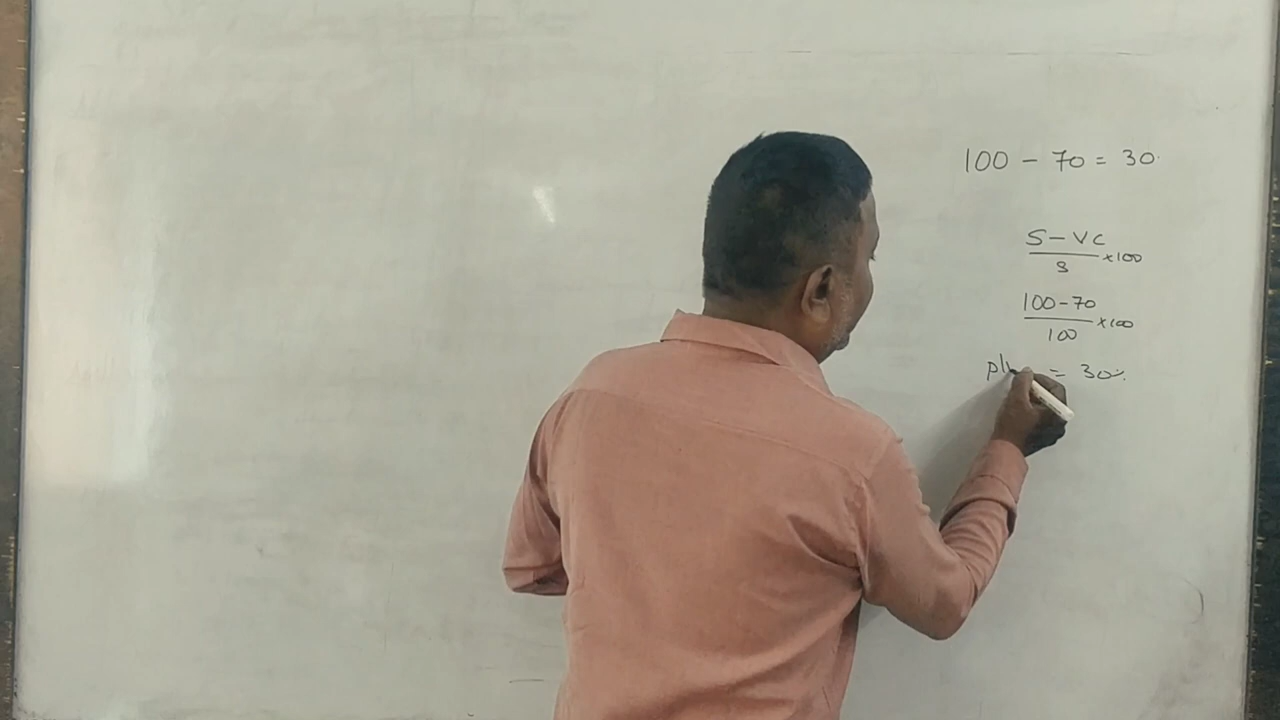 100 - 70 = 30
S - VC
/ S × 100
100 - 70
/ 100 × 100
= 30%